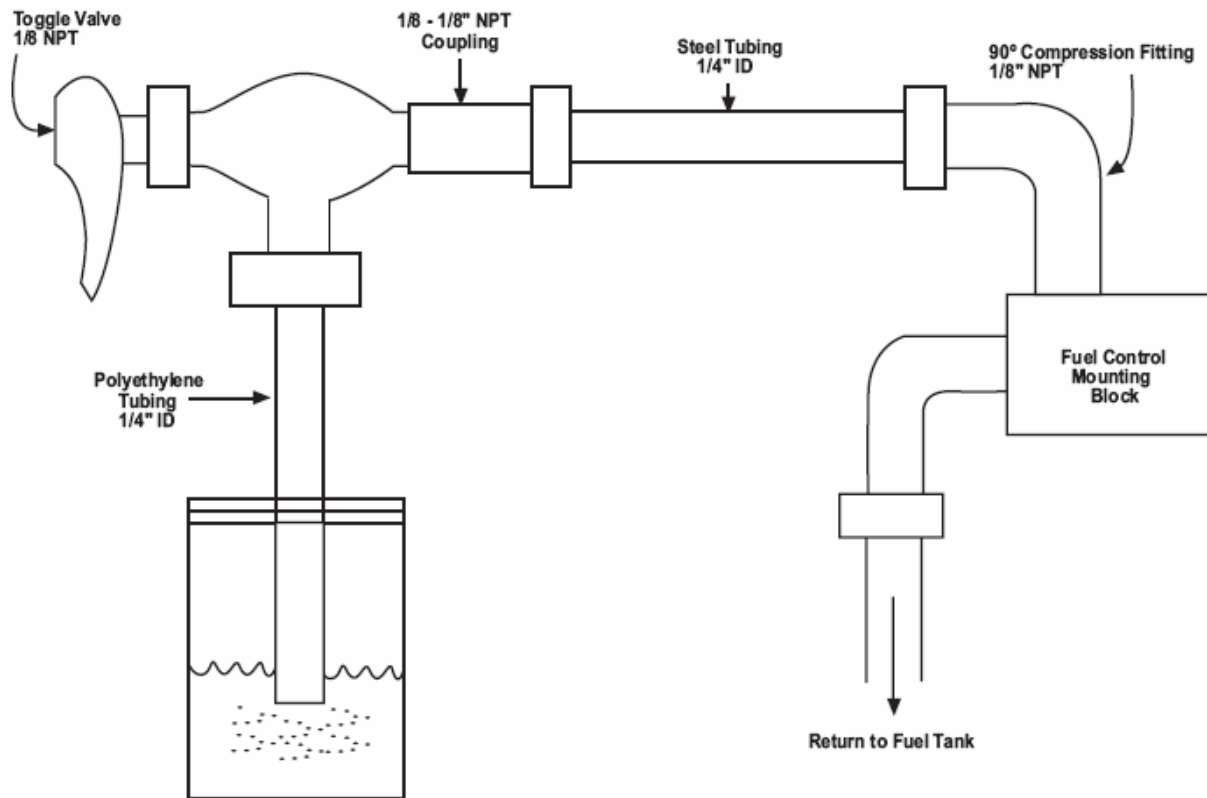 Toggle Valve
1/8 NPT
1/8 - 1/8" NPT
Coupling
Steel Tubing
1/4" ID
90º Compression Fitting
1/8" NPT
Polyethylene
Tubing
1/4" ID
Fuel Control
Mounting
Block
Return to Fuel Tank